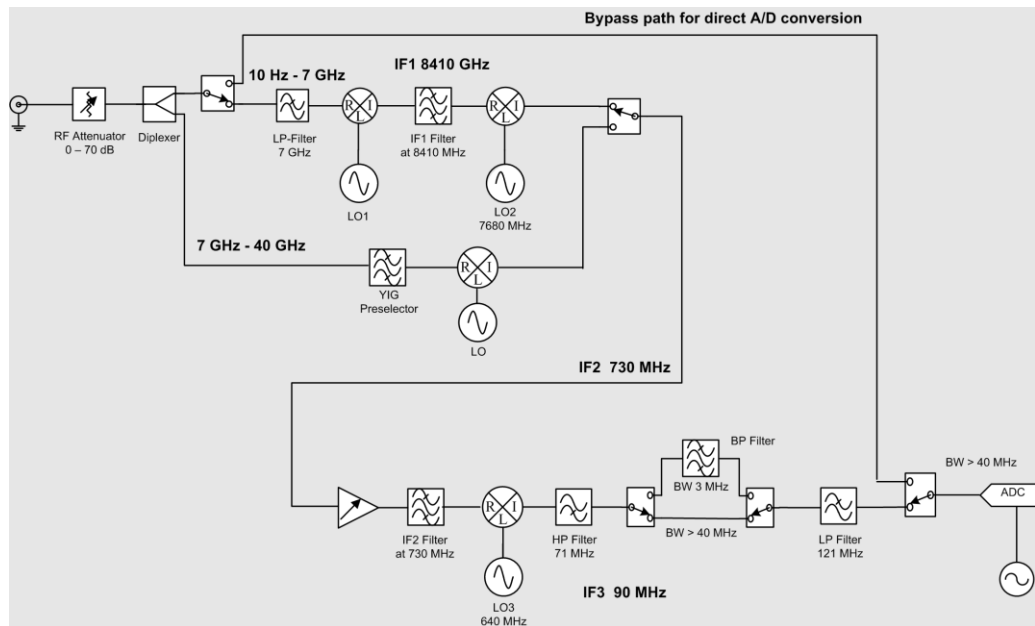 Bypass path for direct A/D conversion
10 Hz - 7 GHz
IF1 8410 GHz
RF Attenuator
0 – 70 dB
Diplexer
LP-Filter
7 GHz
R
I
L
IF1 Filter
at 8410 MHz
R
I
L
LO1
LO2
7680 MHz
7 GHz - 40 GHz
YIG
Preselector
R
I
L
LO
IF2 730 MHz
BP Filter
BW 3 MHz
BW > 40 MHz
ADC
IF2 Filter
at 730 MHz
R
I
L
HP Filter
71 MHz
BW > 40 MHz
LP Filter
121 MHz
LO3
640 MHz
IF3 90 MHz